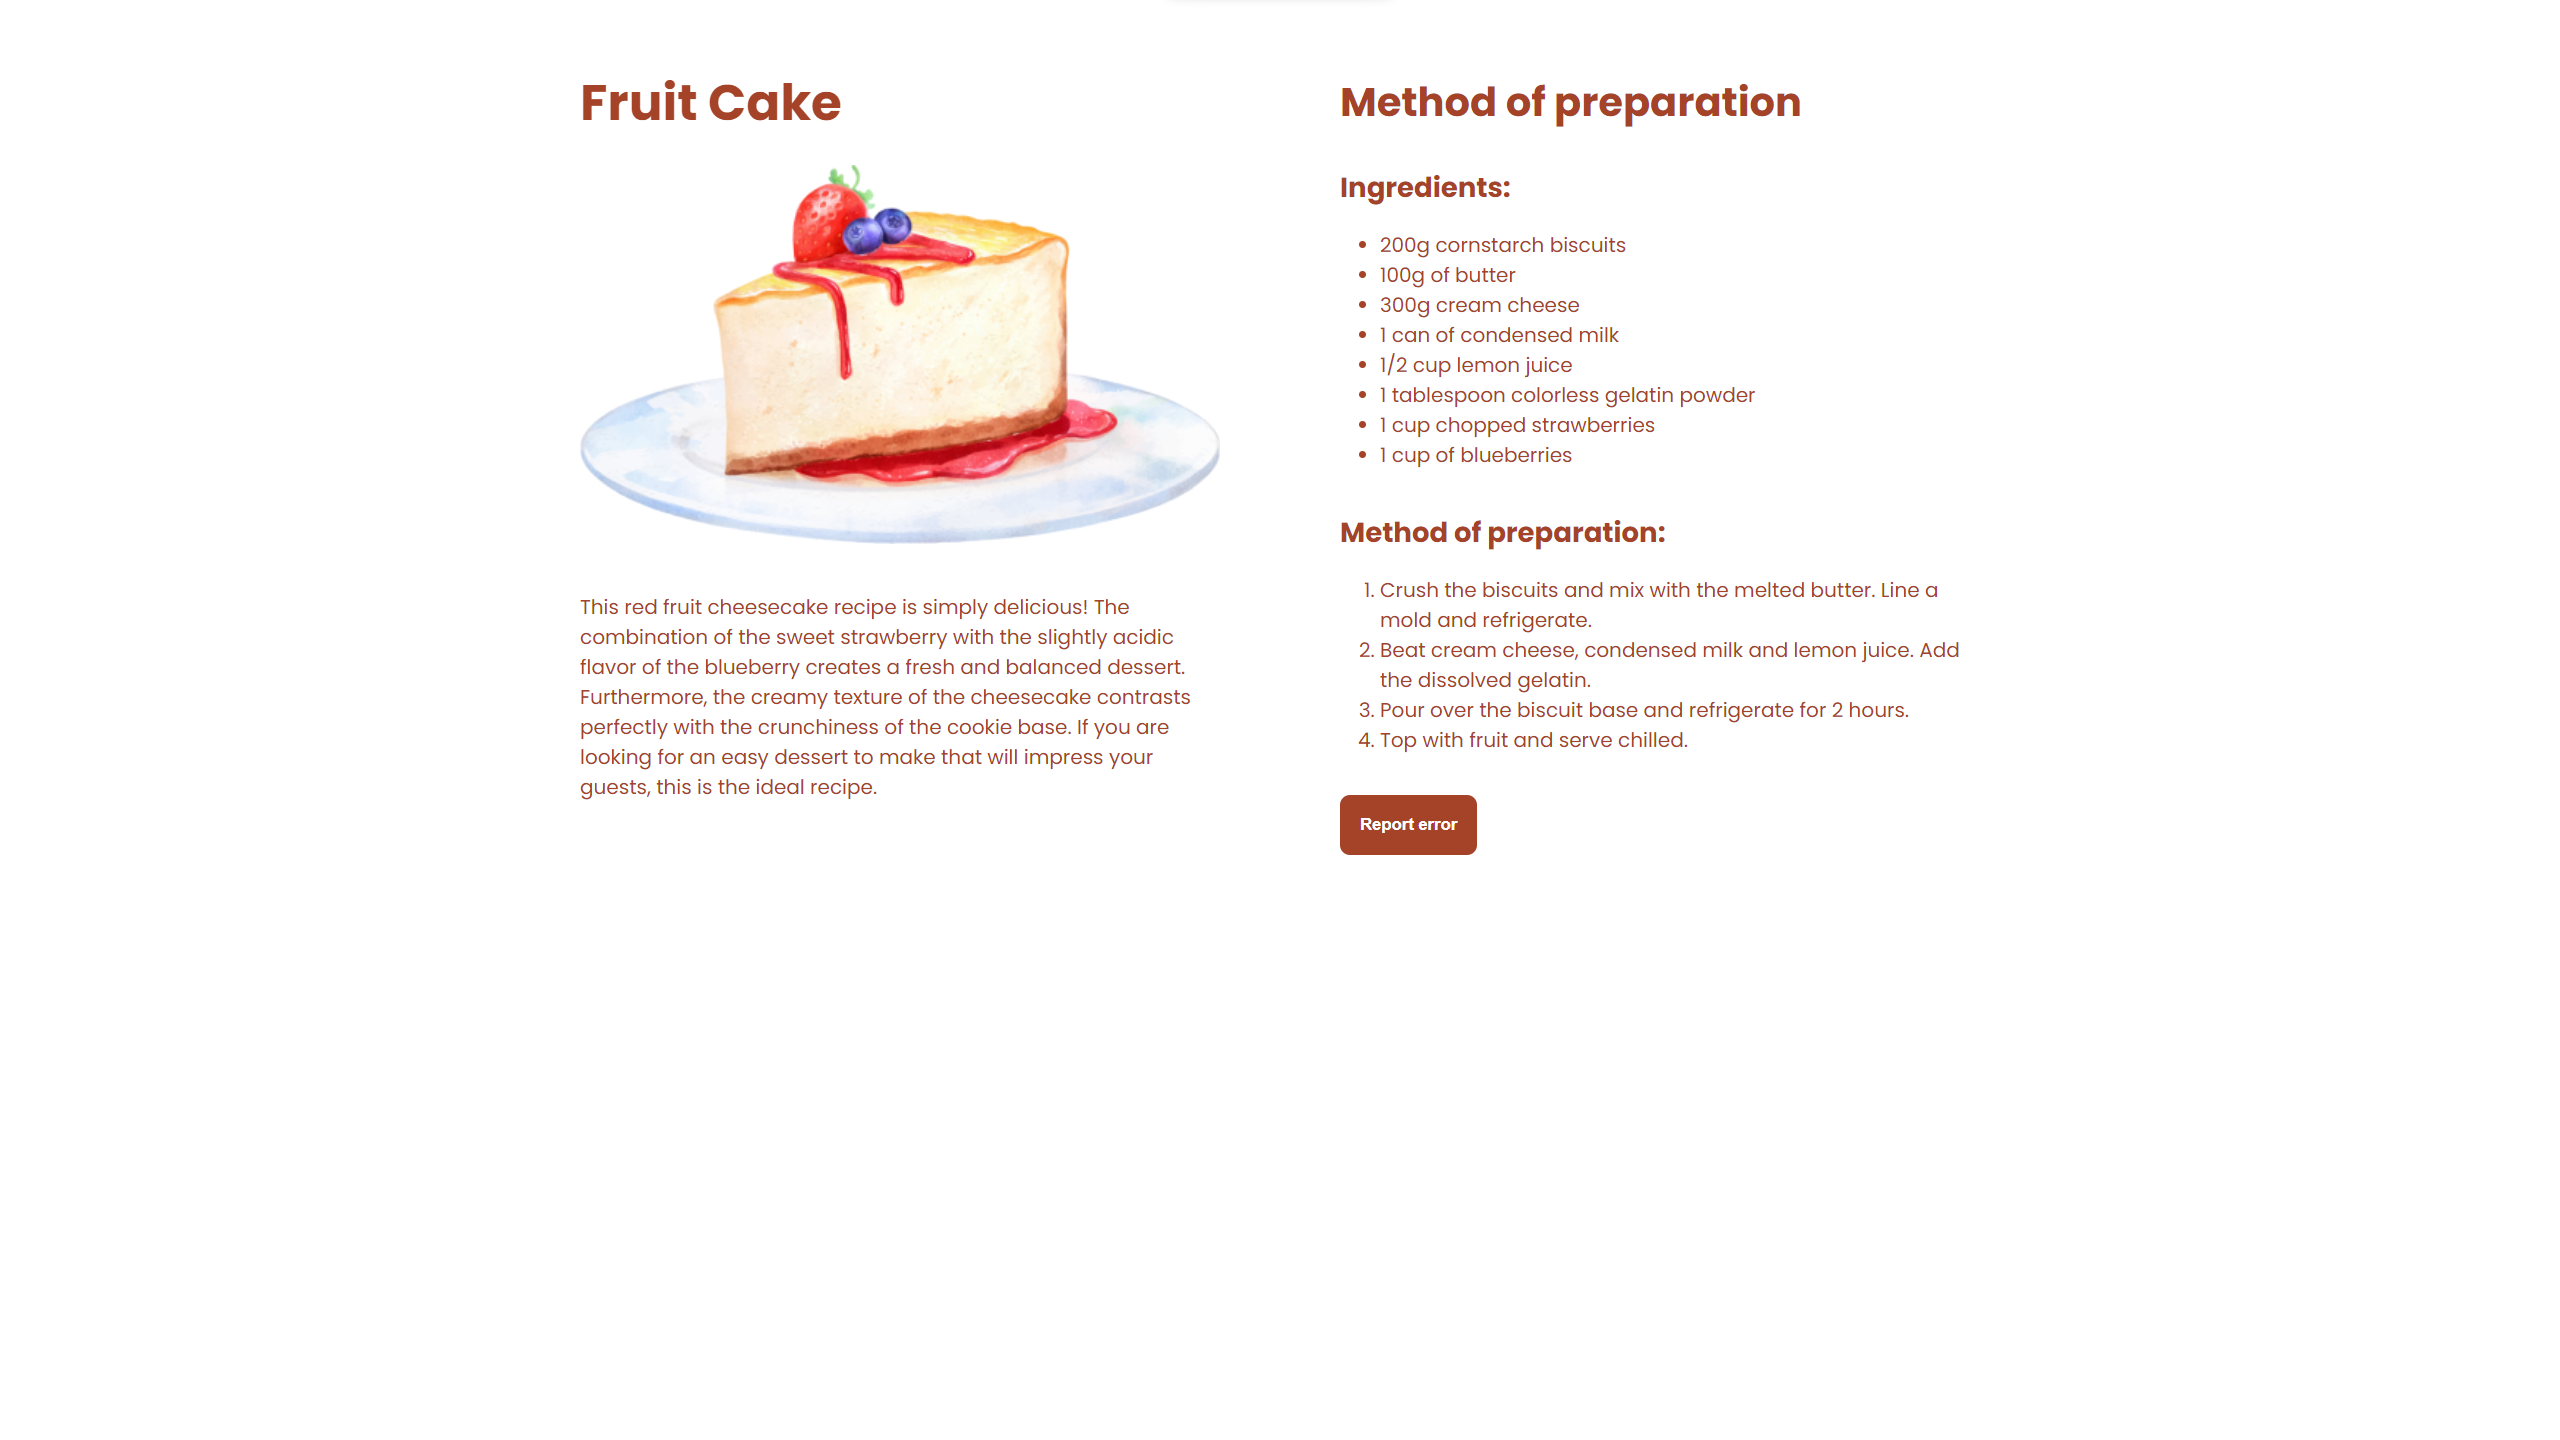 Fruit Cake
This red fruit cheesecake recipe is simply delicious! The
combination of the sweet strawberry with the slightly acidic
flavor of the blueberry creates a fresh and balanced dessert.
Furthermore, the creamy texture of the cheesecake contrasts
perfectly with the crunchiness of the cookie base. If you are
looking for an easy dessert to make that will impress your
guests, this is the ideal recipe.
Method of preparation
Ingredients:
• 200g cornstarch biscuits
• 100g of butter
• 300g cream cheese
• 1 can of condensed milk
• 1/2 cup lemon juice
• 1 tablespoon colorless gelatin powder
• 1 cup chopped strawberries
• 1 cup of blueberries
Method of preparation:
1. Crush the biscuits and mix with the melted butter. Line a
mold and refrigerate.
2. Beat cream cheese, condensed milk and lemon juice. Add
the dissolved gelatin.
3. Pour over the biscuit base and refrigerate for 2 hours.
4. Top with fruit and serve chilled.
Report error